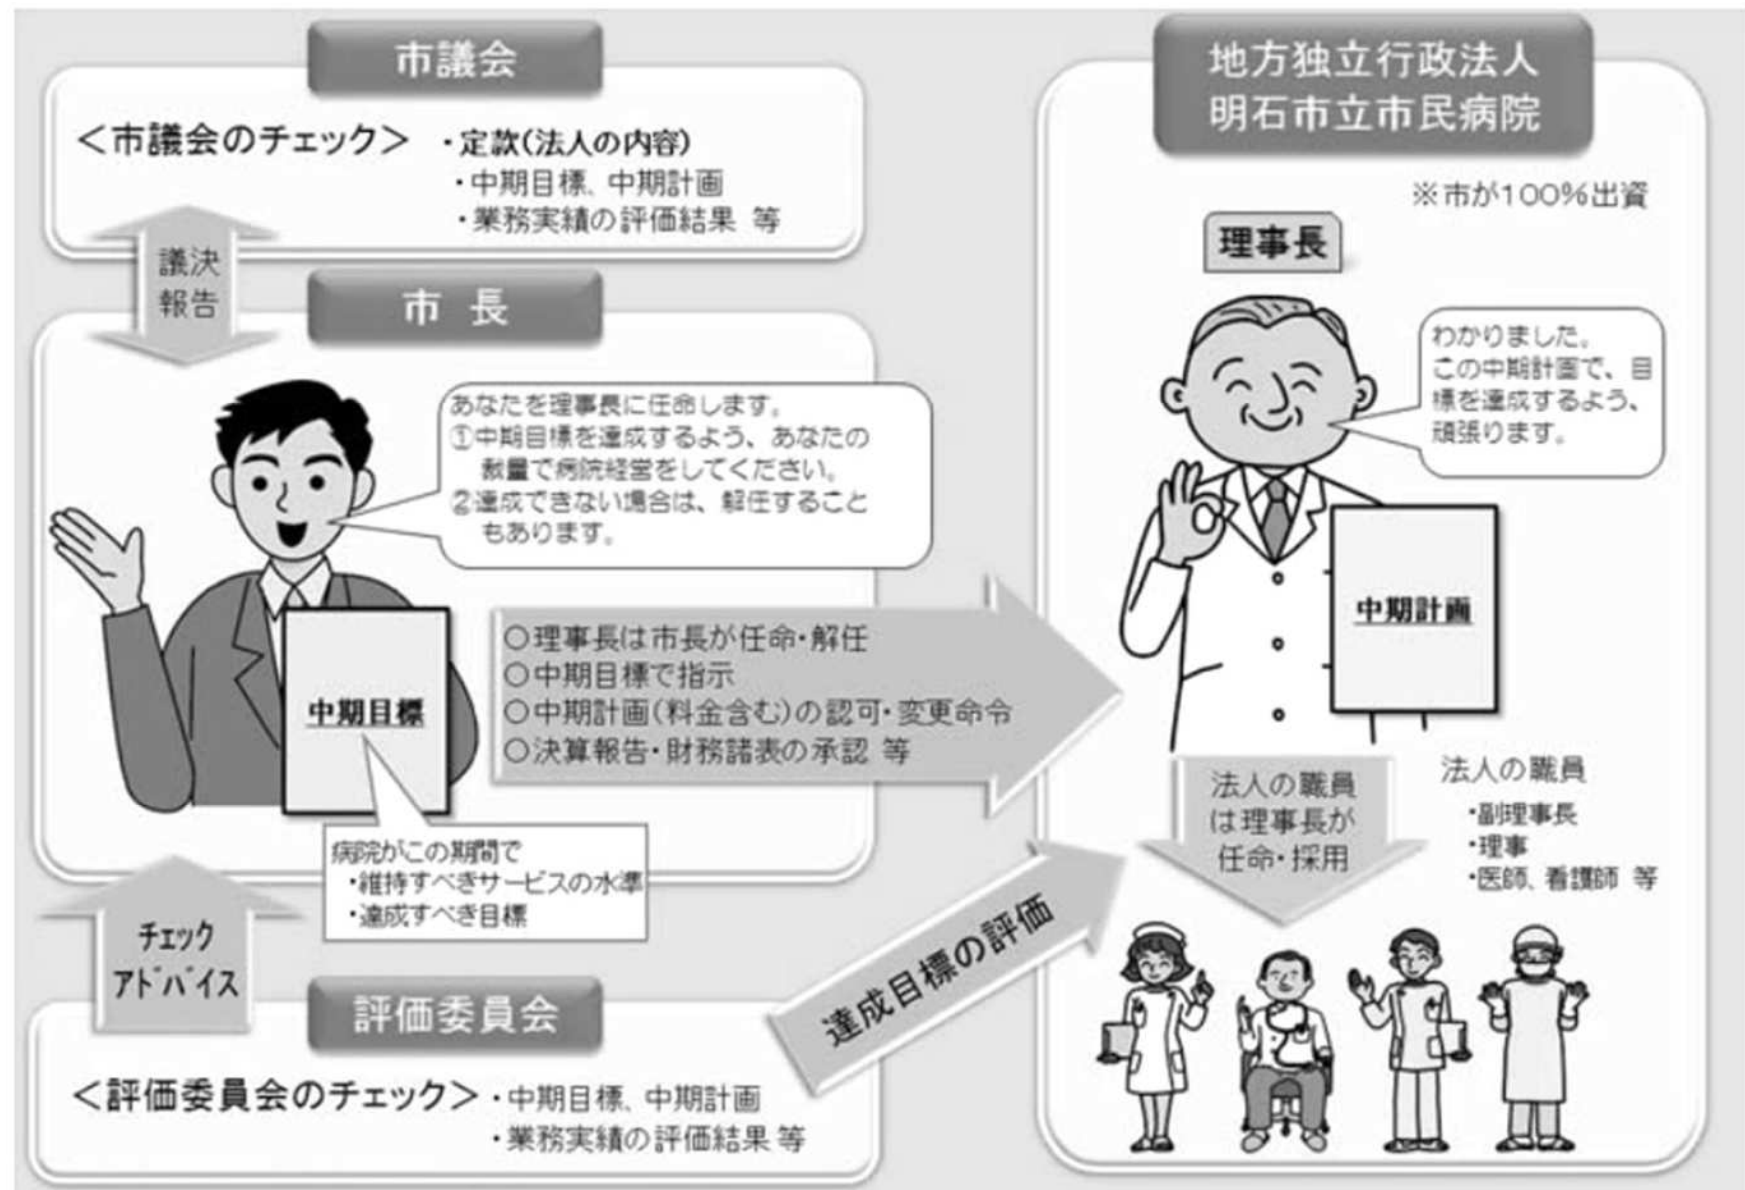 市議会
＜市議会のチェック＞
・定款(法人の内容)
・中期目標、中期計画
・業務実績の評価結果 等
議決
報告
市 長
あなたを理事長に任命します。
①中期目標を達成するよう、あなたの
裁量で病院経営をしてください。
②達成できない場合は、解任すること
もあります。
中期目標
病院がこの期間で
・維持すべきサービスの水準
・達成すべき目標
○理事長は市長が任命・解任
○中期目標で指示
○中期計画(料金含む)の認可・変更命令
○決算報告・財務諸表の承認 等
チェック
アドバイス
評価委員会
＜評価委員会のチェック＞
・中期目標、中期計画
・業務実績の評価結果 等
達成目標の評価
地方独立行政法人
明石市立市民病院
※市が100%出資
理事長
わかりました。
この中期計画で、目
標を達成するよう、
頑張ります。
中期計画
法人の職員
は理事長が
任命・採用
法人の職員
・副理事長
・理事
・医師、看護師 等